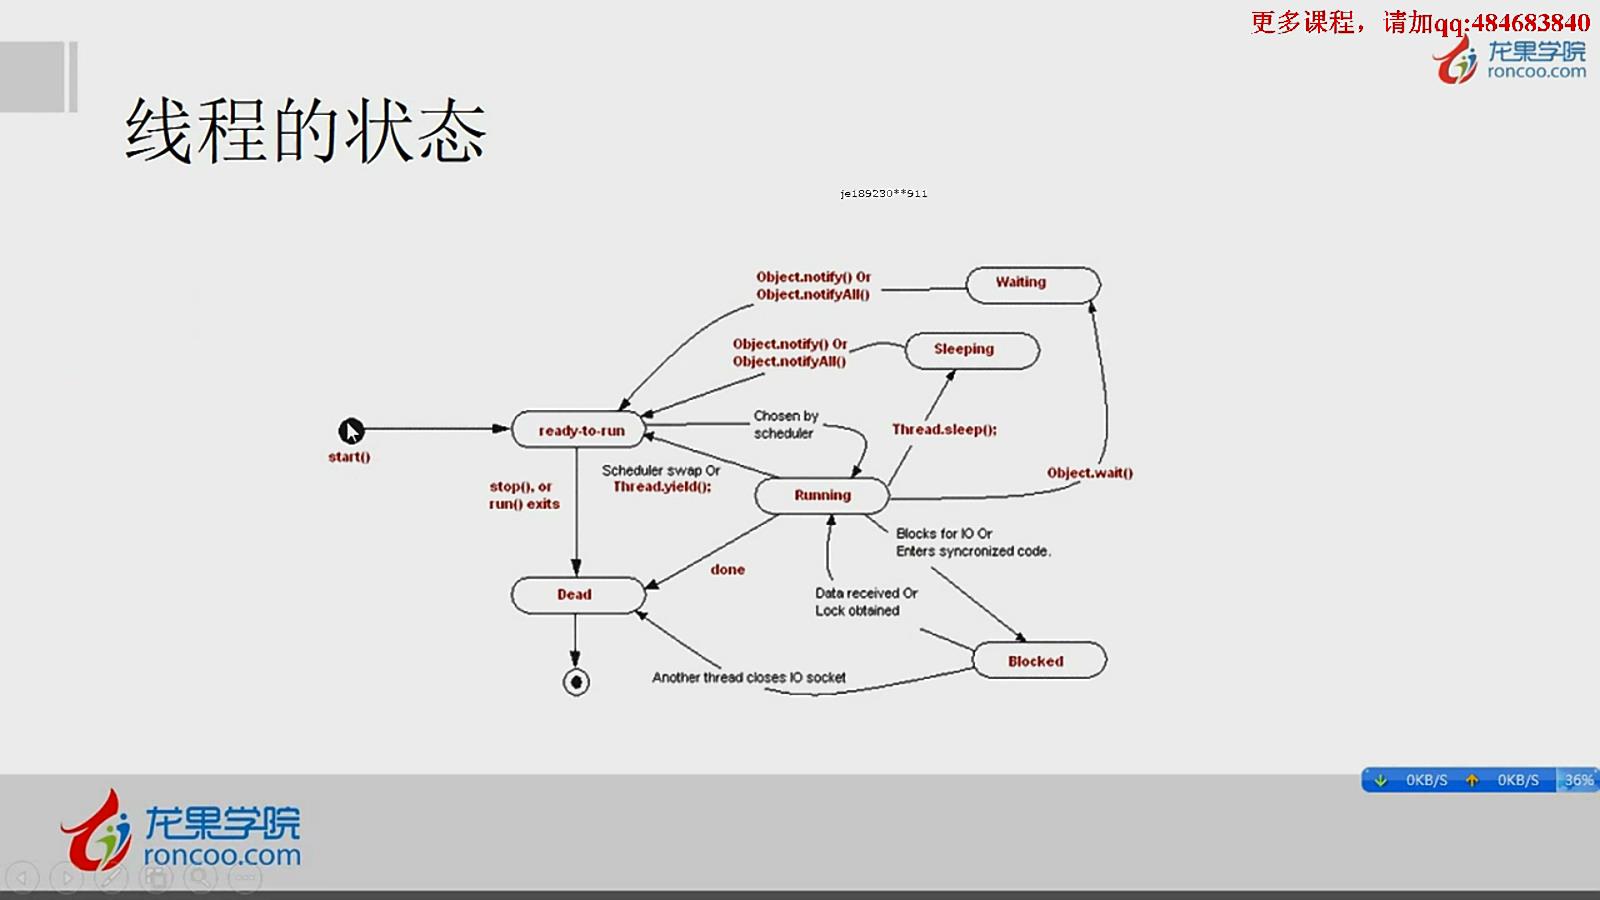 更多课程，请加qq:484683840
龙果学院
roncoo.com
线程的状态
je189230**911
Object.notify() Or
Object.notifyAll()
Waiting
Object.notify() Or
Object.notifyAll()
Sleeping
Chosen by
scheduler
Thread.sleep();
ready-to-run
start()
Scheduler swap Or
Thread.yield();
Object.wait()
stop(), or
run() exits
Running
Blocks for IO Or
Enters syncronized code.
done
Dead
Data received Or
Lock obtained
Blocked
Another thread closes IO socket
0KB/S
0KB/S
36%
龙果学院
roncoo.com